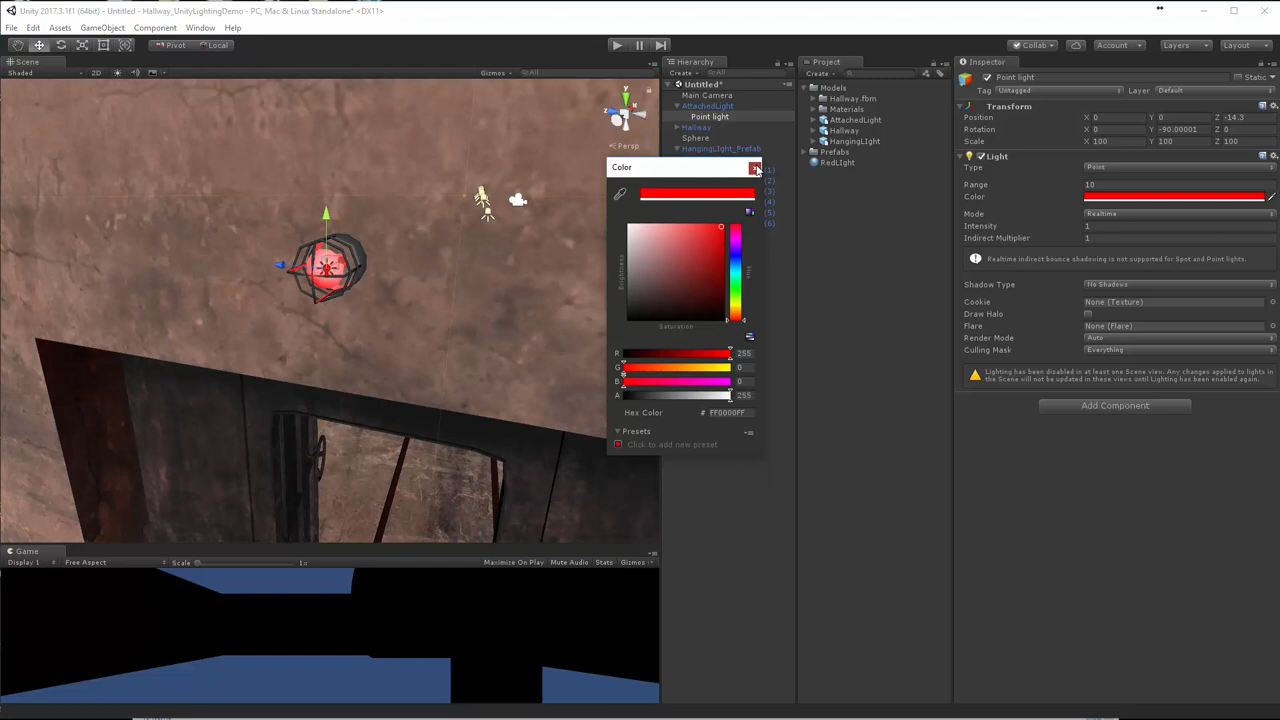 Unity 2017.3.1f1 (64bit) - Untitled - Hallway_UnityLightingDemo - PC, Mac & Linux Standalone* <DX11>
File Edit Assets GameObject Component Window Help
Pivot Local Collab Account Layers Layout
Scene
Shaded 2D Gizmos All
y
z
Persp
Game
Display 1 Free Aspect Scale 1x Maximize On Play Mute Audio Stats Gizmos
Hierarchy
Create All
Untitled*
Main Camera
AttachedLight
Point light
Hallway
Sphere
HangingLIght_Prefab
(1)
(2)
(3)
(4)
(5)
(6)
Color
Brightness
Hue
Saturation
R 255
G 0
B 0
A 255
Hex Color # FF0000FF
Presets
Click to add new preset
Project
Create
Models
Hallway.fbm
Materials
AttachedLight
Hallway
HangingLIght
Prefabs
RedLIght
Inspector
Point light Static
Tag Untagged Layer Default
Transform
Position X 0 Y 0 Z -14.3
Rotation X 0 Y -90.00001 Z 0
Scale X 100 Y 100 Z 100
Light
Type Point
Range 10
Color
Mode Realtime
Intensity 1
Indirect Multiplier 1
Realtime indirect bounce shadowing is not supported for Spot and Point lights.
Shadow Type No Shadows
Cookie None (Texture)
Draw Halo
Flare None (Flare)
Render Mode Auto
Culling Mask Everything
Lighting has been disabled in at least one Scene view. Any changes applied to lights in
the Scene will not be updated in these views until Lighting has been enabled again.
Add Component